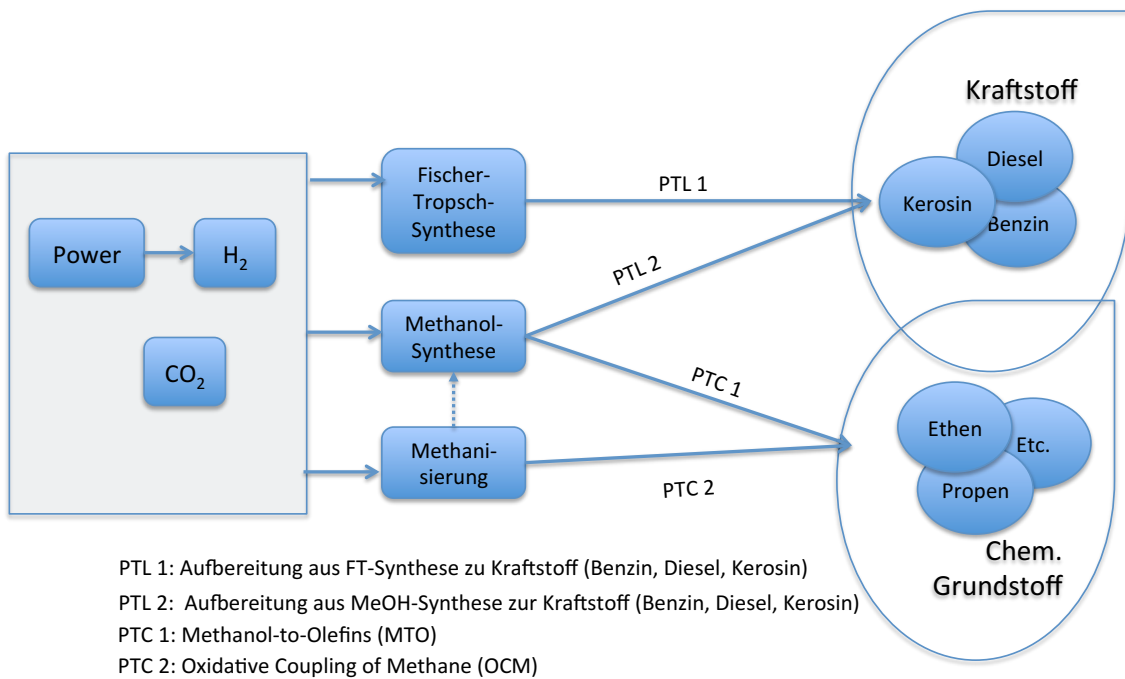 Kraftstoff
Diesel
Kerosin
Benzin
Fischer-
Tropsch-
Synthese
PTL 1
Power
H₂
PTL 2
Methanol-
Synthese
CO₂
PTC 1
Methani-
sierung
PTC 2
Ethen
Etc.
Propen
Chem.
Grundstoff
PTL 1: Aufbereitung aus FT-Synthese zu Kraftstoff (Benzin, Diesel, Kerosin)
PTL 2: Aufbereitung aus MeOH-Synthese zur Kraftstoff (Benzin, Diesel, Kerosin)
PTC 1: Methanol-to-Olefins (MTO)
PTC 2: Oxidative Coupling of Methane (OCM)